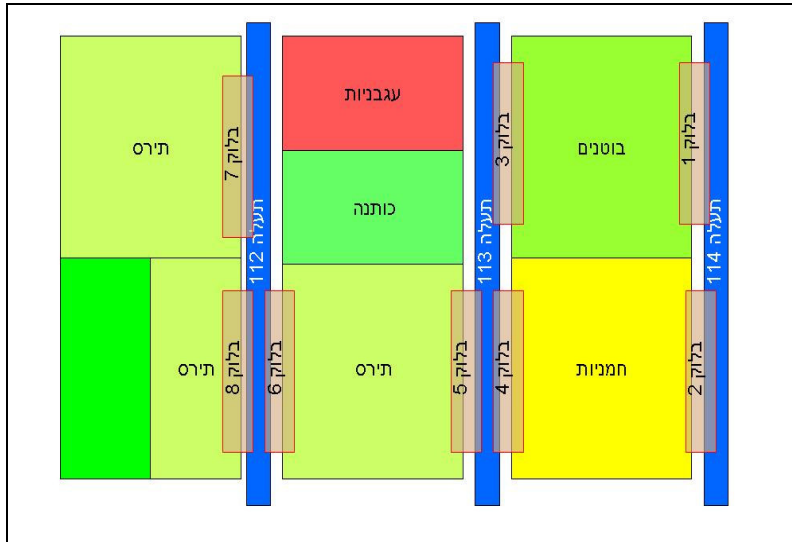 עגבניות
תירס
בוטנים
כותנה
תירס
תירס
חמניות
בלוק 1
בלוק 2
בלוק 3
בלוק 4
בלוק 5
בלוק 6
בלוק 7
בלוק 8
תעלה 112
תעלה 113
תעלה 114